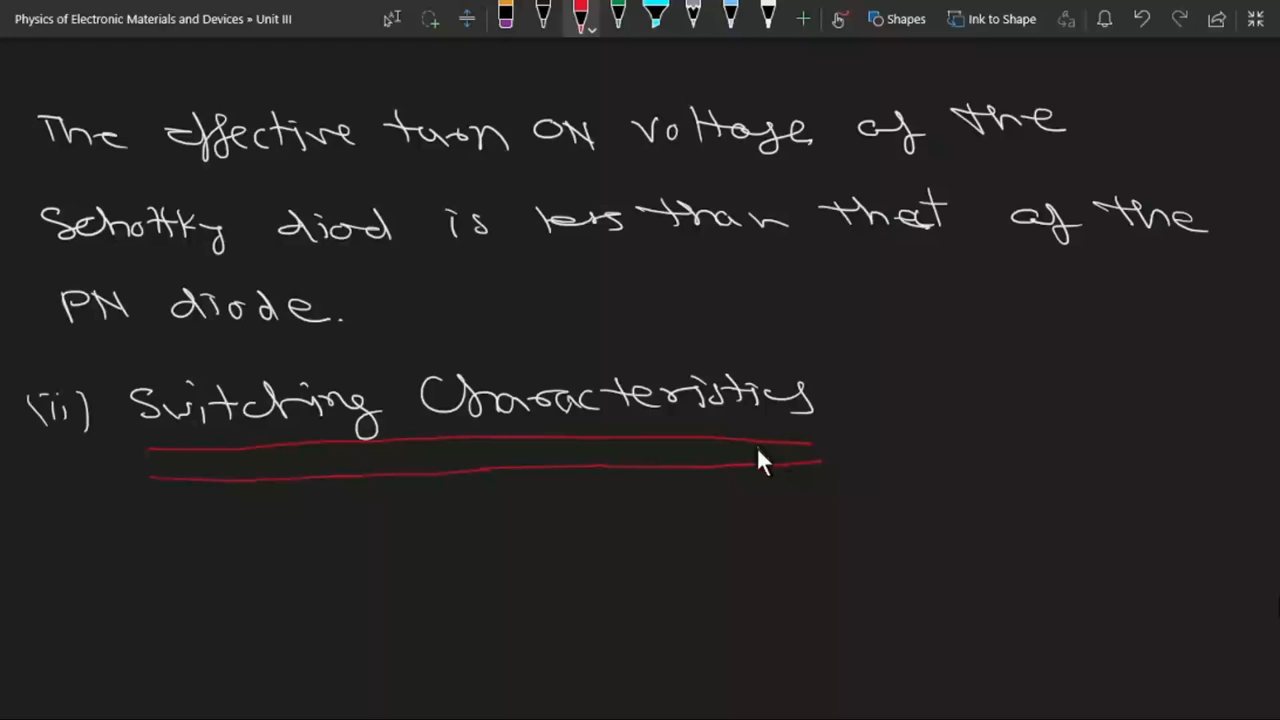 Physics of Electronic Materials and Devices » Unit III
Shapes
Ink to Shape
The effective turn ON voltage of the
Schottky diod is less than that of the
PN diode.
(ii) Switching Characteristics